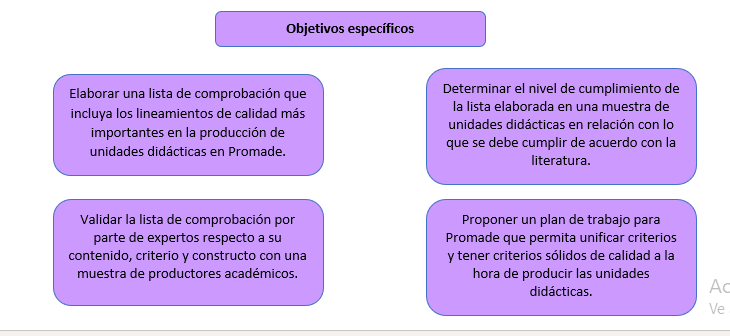 Objetivos específicos
Elaborar una lista de comprobación que
incluya los lineamientos de calidad más
importantes en la producción de
unidades didácticas en Promade.
Determinar el nivel de cumplimiento de
la lista elaborada en una muestra de
unidades didácticas en relación con lo
que se debe cumplir de acuerdo con la
literatura.
Validar la lista de comprobación por
parte de expertos respecto a su
contenido, criterio y constructo con una
muestra de productores académicos.
Proponer un plan de trabajo para
Promade que permita unificar criterios
y tener criterios sólidos de calidad a la
hora de producir las unidades
didácticas.
Ac
Ve